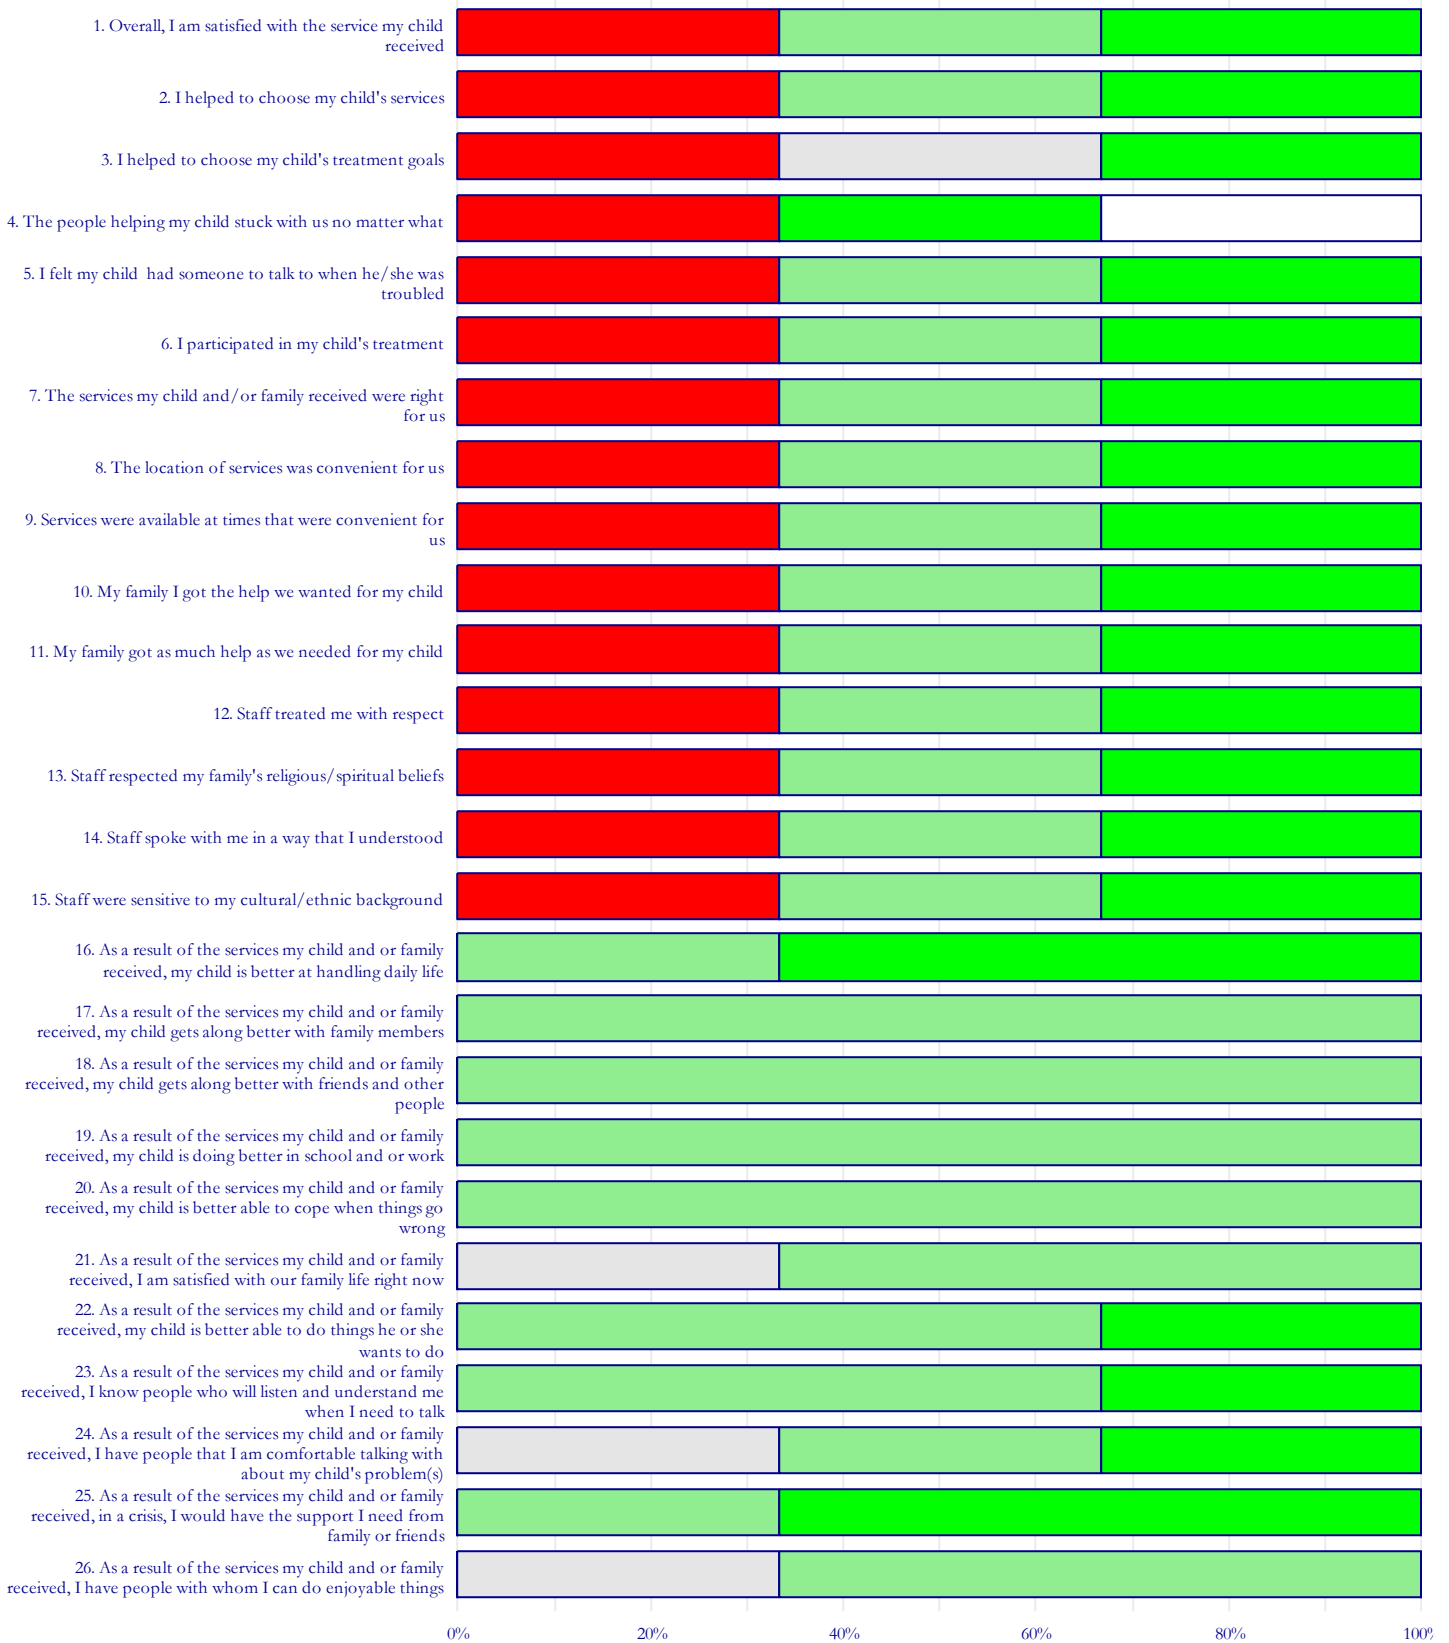 1. Overall, I am satisfied with the service my child
received
2. I helped to choose my child's services
3. I helped to choose my child's treatment goals
4. The people helping my child stuck with us no matter what
5. I felt my child  had someone to talk to when he/she was
troubled
6. I participated in my child's treatment
7. The services my child and/or family received were right
for us
8. The location of services was convenient for us
9. Services were available at times that were convenient for
us
10. My family I got the help we wanted for my child
11. My family got as much help as we needed for my child
12. Staff treated me with respect
13. Staff respected my family's religious/spiritual beliefs
14. Staff spoke with me in a way that I understood
15. Staff were sensitive to my cultural/ethnic background
16. As a result of the services my child and or family
received, my child is better at handling daily life
17. As a result of the services my child and or family
received, my child gets along better with family members
18. As a result of the services my child and or family
received, my child gets along better with friends and other
people
19. As a result of the services my child and or family
received, my child is doing better in school and or work
20. As a result of the services my child and or family
received, my child is better able to cope when things go
wrong
21. As a result of the services my child and or family
received, I am satisfied with our family life right now
22. As a result of the services my child and or family
received, my child is better able to do things he or she
wants to do
23. As a result of the services my child and or family
received, I know people who will listen and understand me
when I need to talk
24. As a result of the services my child and or family
received, I have people that I am comfortable talking with
about my child's problem(s)
25. As a result of the services my child and or family
received, in a crisis, I would have the support I need from
family or friends
26. As a result of the services my child and or family
received, I have people with whom I can do enjoyable things
0% 20% 40% 60% 80% 100%